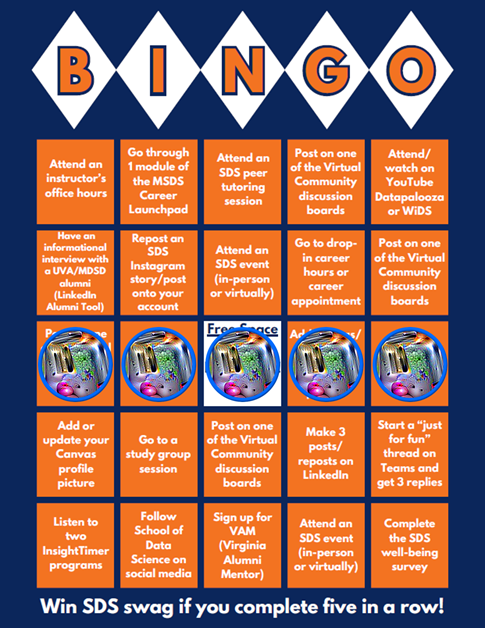 BINGO
Attend an
instructor's
office hours
Go through
1 module of
the MSDS
Career
Launchpad
Attend an
SDS peer
tutoring
session
Post on one
of the Virtual
Community
discussion
boards
Attend/
watch on
YouTube
Datapalooza
or WiDS
Have an
informational
interview with
a UVA/MDSD
alumni
(LinkedIn
Alumni Tool)
Repost an
SDS
Instagram
story/post
onto your
account
Attend an
SDS event
(in-person
or virtually)
Go to drop-
in career
hours or
career
appointment
Post on one
of the Virtual
Community
discussion
boards
Free Space
Add or
update your
Canvas
profile
picture
Go to a
study group
session
Post on one
of the Virtual
Community
discussion
boards
Make 3
posts/
reposts on
LinkedIn
Start a “just
for fun”
thread on
Teams and
get 3 replies
Listen to
two
InsightTimer
programs
Follow
School of
Data
Science on
social media
Sign up for
VAM
(Virginia
Alumni
Mentor)
Attend an
SDS event
(in-person
or virtually)
Complete
the SDS
well-being
survey
Win SDS swag if you complete five in a row!